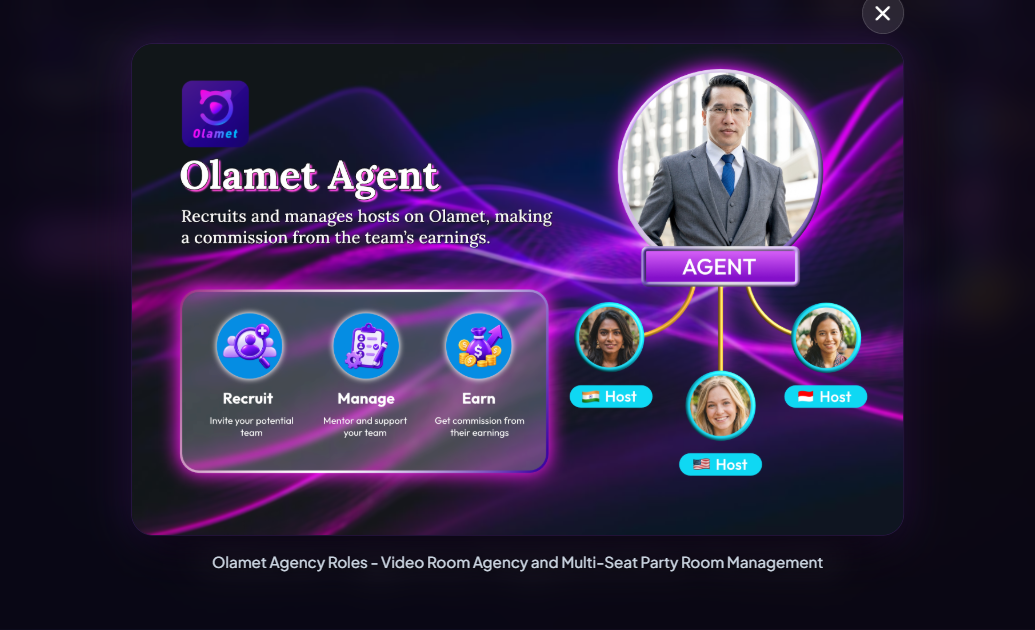 Olamet
Olamet Agent
Recruits and manages hosts on Olamet, making
a commission from the team's earnings.
AGENT
Recruit
Invite your potential
team
Manage
Mentor and support
your team
Earn
Get commission from
their earnings
Host
Host
Host
Olamet Agency Roles - Video Room Agency and Multi-Seat Party Room Management